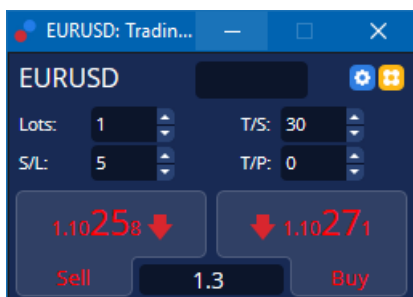 EURUSD: Tradin...
EURUSD
Lots: 1 T/S: 30
S/L: 5 T/P: 0
1.10258 1.10271
Sell 1.3 Buy